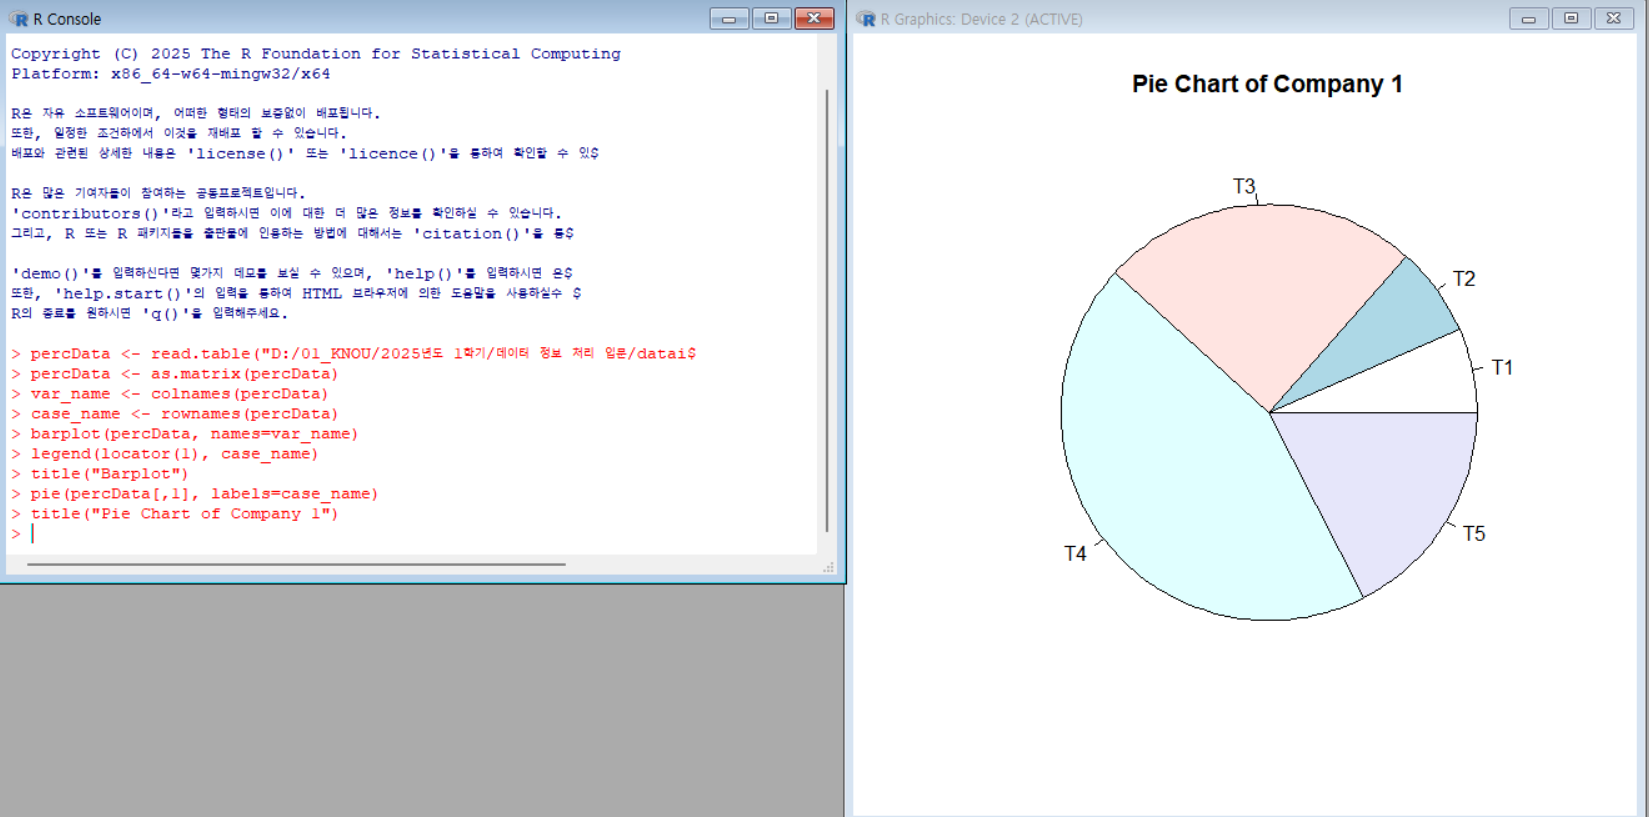 R Console
Copyright (C) 2025 The R Foundation for Statistical Computing
Platform: x86_64-w64-mingw32/x64
R은 자유 소프트웨어이며, 어떠한 형태의 보증없이 배포됩니다.
또한, 일정한 조건하에서 이것을 재배포 할 수 있습니다.
배포와 관련된 상세한 내용은 'license()' 또는 'licence()'을 통하여 확인할 수 있$
R은 많은 기여자들이 참여하는 공동프로젝트입니다.
'contributors()'라고 입력하시면 이에 대한 더 많은 정보를 확인하실 수 있습니다.
그리고, R 또는 R 패키지들을 출판물에 인용하는 방법에 대해서는 'citation()'을 통$
'demo()'를 입력하신다면 몇가지 데모를 보실 수 있으며, 'help()'를 입력하시면 온$
또한, 'help.start()'의 입력을 통하여 HTML 브라우저에 의한 도움말을 사용하실수 $
R의 종료를 원하시면 'q()'을 입력해주세요.
> percData <- read.table("D:/01_KNOU/2025년도 1학기/데이터 정보 처리 입문/datai$
> percData <- as.matrix(percData)
> var_name <- colnames(percData)
> case_name <- rownames(percData)
> barplot(percData, names=var_name)
> legend(locator(1), case_name)
> title("Barplot")
> pie(percData[,1], labels=case_name)
> title("Pie Chart of Company 1")
>
R Graphics: Device 2 (ACTIVE)
Pie Chart of Company 1
T3
T2
T1
T4
T5